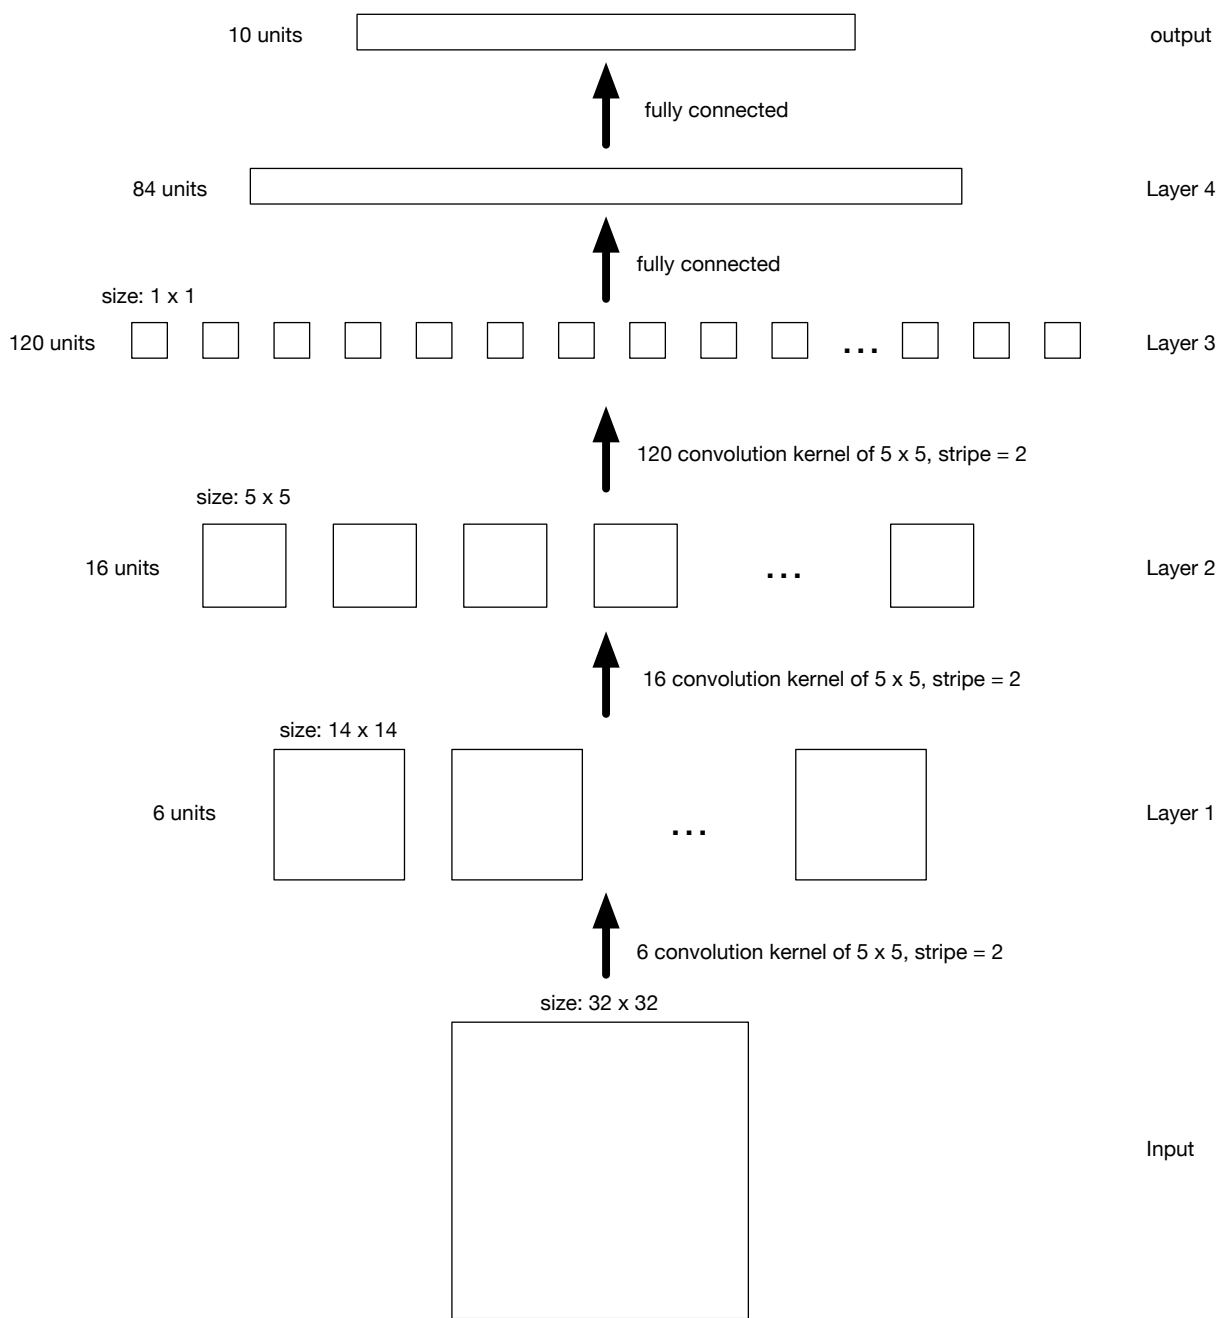 10 units
output
fully connected
84 units
Layer 4
fully connected
size: 1 x 1
120 units
...
Layer 3
120 convolution kernel of 5 x 5, stripe = 2
size: 5 x 5
16 units
...
Layer 2
16 convolution kernel of 5 x 5, stripe = 2
size: 14 x 14
6 units
...
Layer 1
6 convolution kernel of 5 x 5, stripe = 2
size: 32 x 32
Input